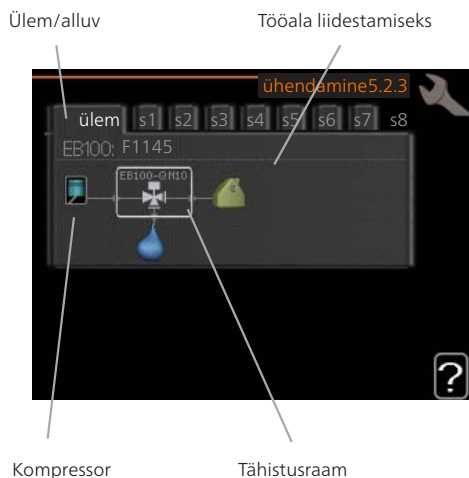 Ülem/alluv
Tööala liidestamiseks
ühendamine5.2.3
ülem s1 s2 s3 s4 s5 s6 s7 s8
EB100: F1145
EB100-QN10
?
Kompressor
Tähistusraam